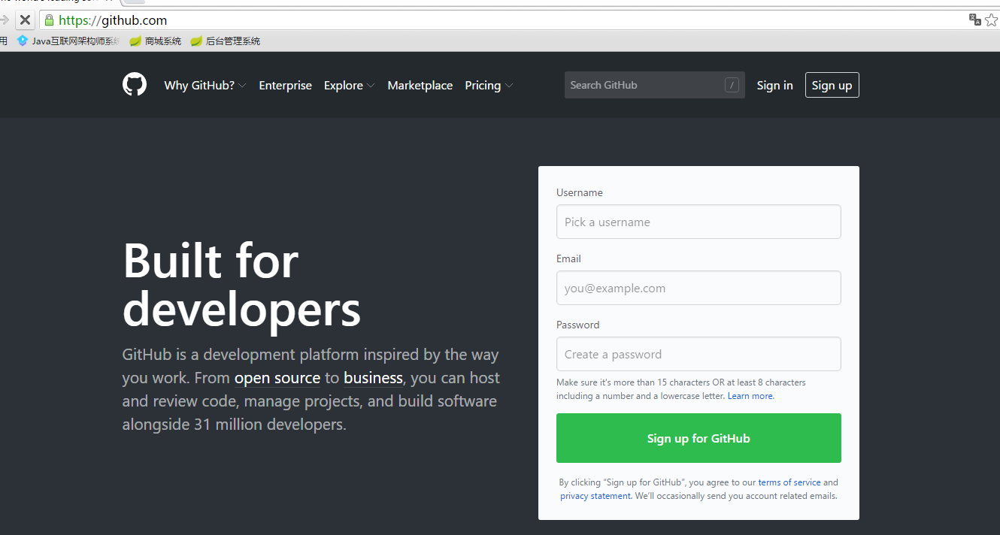 https://github.com
用 Java互联网架构师系统 商城系统 后台管理系统
Why GitHub? Enterprise Explore Marketplace Pricing Search GitHub / Sign in Sign up
Built for
developers
GitHub is a development platform inspired by the way
you work. From open source to business, you can host
and review code, manage projects, and build software
alongside 31 million developers.
Username
Pick a username
Email
you@example.com
Password
Create a password
Make sure it's more than 15 characters OR at least 8 characters
including a number and a lowercase letter. Learn more.
Sign up for GitHub
By clicking “Sign up for GitHub”, you agree to our terms of service and
privacy statement. We’ll occasionally send you account related emails.